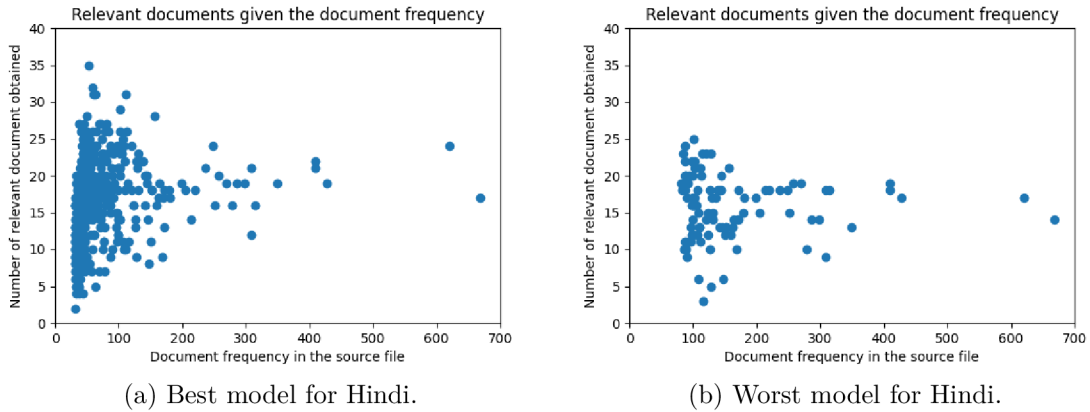 Relevant documents given the document frequency
Number of relevant document obtained
40
35
30
25
20
15
10
5
0
0 100 200 300 400 500 600 700
Document frequency in the source file
(a) Best model for Hindi.
Relevant documents given the document frequency
Number of relevant document obtained
40
35
30
25
20
15
10
5
0
0 100 200 300 400 500 600 700
Document frequency in the source file
(b) Worst model for Hindi.